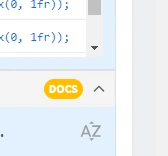 x(0, 1fr));
x(0, 1fr));
DOCS
.
AZ